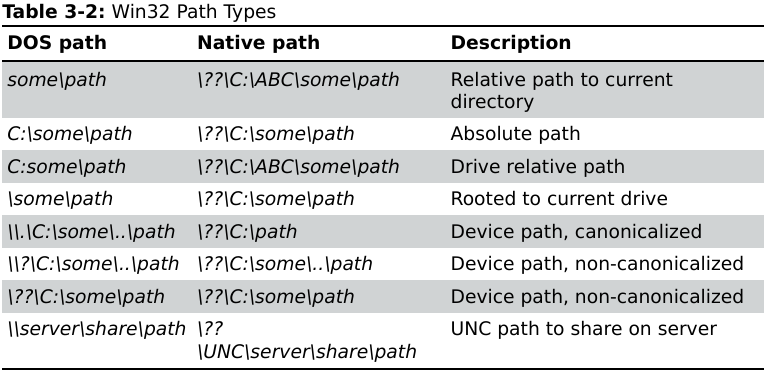 Table 3-2: Win32 Path Types
DOS path Native path Description
some\path \??\C:\ABC\some\path Relative path to current
directory
C:\some\path \??\C:\some\path Absolute path
C:some\path \??\C:\ABC\some\path Drive relative path
\some\path \??\C:\some\path Rooted to current drive
\\.\C:\some\..\path \??\C:\path Device path, canonicalized
\\?\C:\some\..\path \??\C:\some\..\path Device path, non-canonicalized
\??\C:\some\path \??\C:\some\path Device path, non-canonicalized
\\server\share\path \?? UNC path to share on server
\UNC\server\share\path